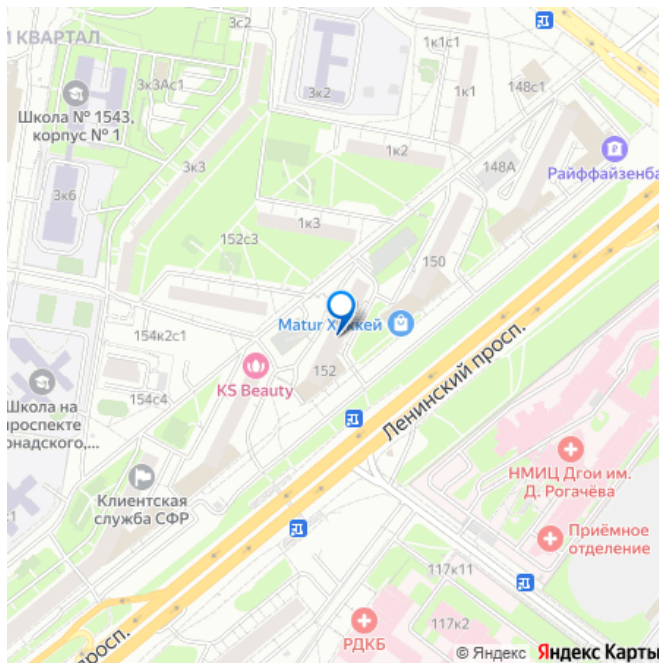 Й КВАРТАЛ
3с2
1к1с1
3к3Ас1
148с1
Школа № 1543,
корпус № 1
3к2
1к1
1к2
148А
Райффайзенба
3к3
3к6
1к3
152с3
150
Matur Х
ккей
154к2с1
Ленинский просп.
152
KS Beauty
154с4
Школа на
проспекте
рнадского,...
НМИЦ Дгои им.
Д. Рогачёва
Клиентская
служба СФР
Приёмное
отделение
117к11
117к2
РДКБ
просп.
© Яндекс Яндекс Карты